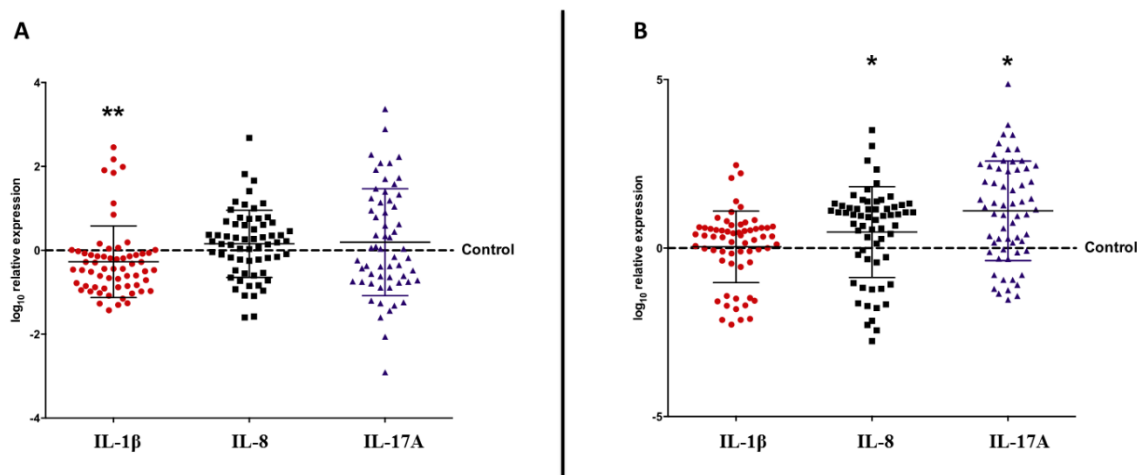 A
**
4
2
0
-2
-4
log10 relative expression
Control
IL-1β
IL-8
IL-17A
B
*
*
5
0
-5
log10 relative expression
Control
IL-1β
IL-8
IL-17A